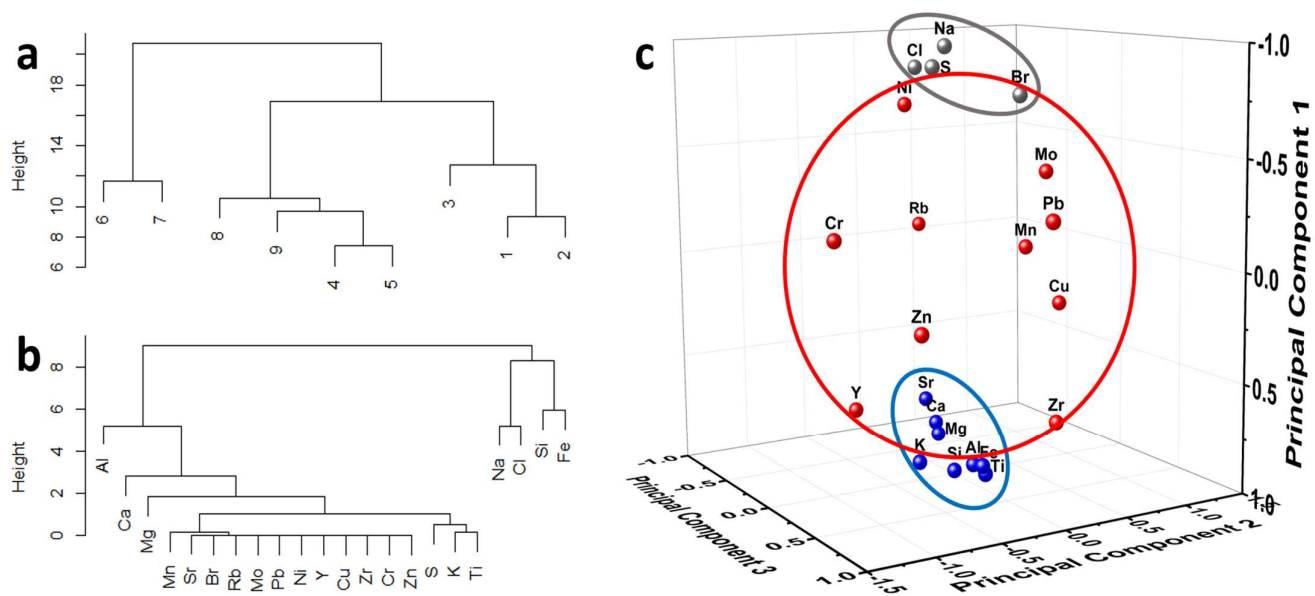 a
Height
18
14
10
8
6
6
7
8
9
4
5
3
1
2
b
Height
8
6
4
2
0
Al
Ca
Mg
Mn
Sr
Br
Rb
Mo
Pb
Ni
Y
Cu
Zr
Cr
Zn
S
K
Ti
Na
Cl
Si
Fe
c
Na
Cl
S
Br
Ni
Mo
Pb
Rb
Cr
Mn
Cu
Zn
Sr
Y
Ca
Zr
Mg
K
Si
Al
Fe
Ti
-1.0
-0.5
0.0
0.5
1.0
Principal Component 1
-1.0
-0.5
0.0
0.5
1.0
Principal Component 3
-1.5
-1.0
-0.5
0.0
0.5
1.0
Principal Component 2